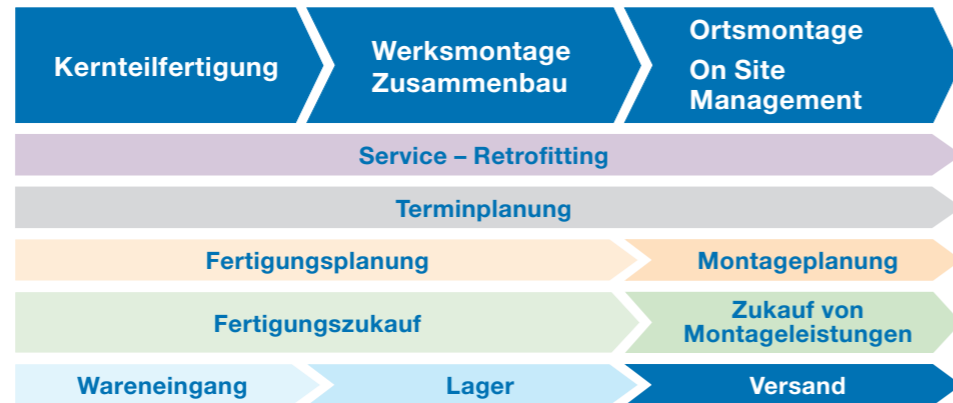 Kernteilfertigung
Werksmontage
Zusammenbau
Ortsmontage
On Site
Management
Service – Retrofitting
Terminplanung
Fertigungsplanung
Montageplanung
Fertigungszukauf
Zukauf von
Montageleistungen
Wareneingang
Lager
Versand